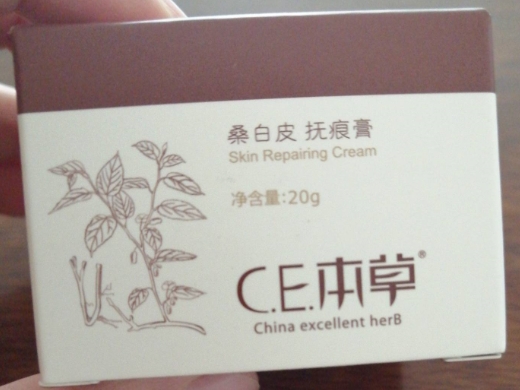 桑白皮 抚痕膏
Skin Repairing Cream
净含量:20g
C.E.本草®
China excellent herB